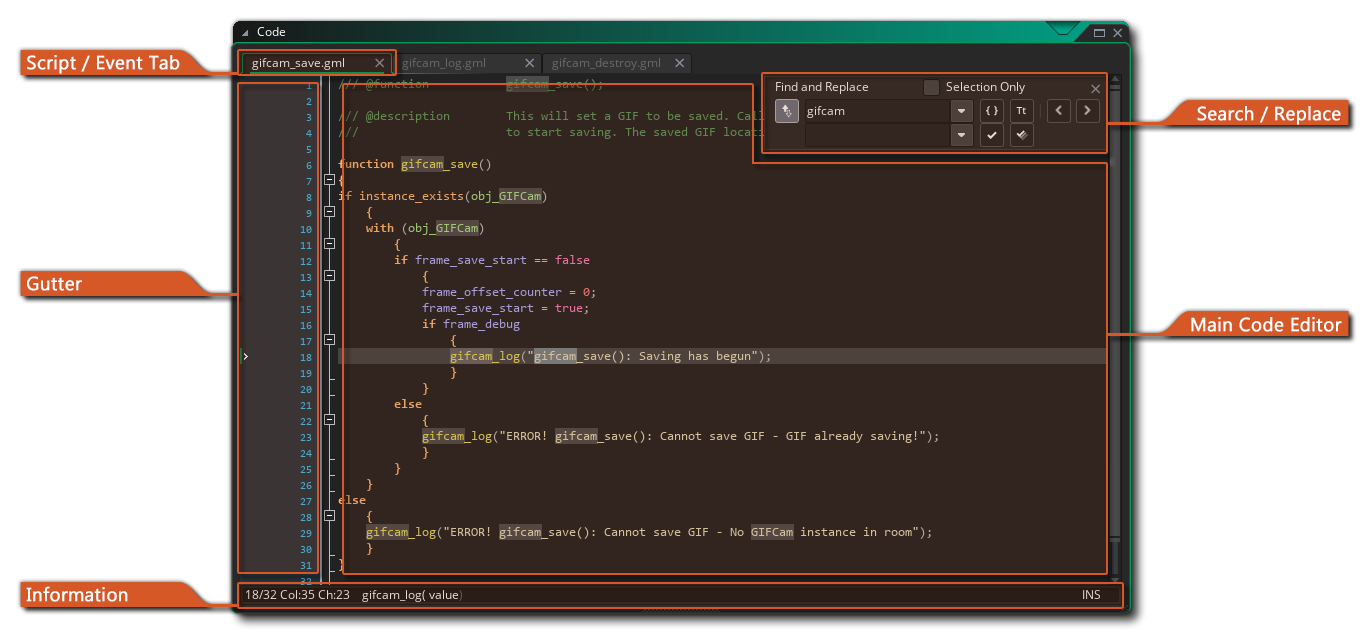 Code
Script / Event Tab
gifcam_save.gml gifcam_log.gml gifcam_destroy.gml
Find and Replace Selection Only
gifcam { } Tt
Search / Replace
1 /// @function gifcam_save();
2
3 /// @description This will set a GIF to be saved. Cal
4 /// to start saving. The saved GIF locati
5
6 function gifcam_save()
7 {
8 if instance_exists(obj_GIFCam)
9 {
10 with (obj_GIFCam)
11 {
12 if frame_save_start == false
13 {
Gutter
14 frame_offset_counter = 0;
15 frame_save_start = true;
16 if frame_debug
Main Code Editor
17 {
18 gifcam_log("gifcam_save(): Saving has begun");
19 }
20 }
21 else
22 {
23 gifcam_log("ERROR! gifcam_save(): Cannot save GIF - GIF already saving!");
24 }
25 }
26 }
27 else
28 {
29 gifcam_log("ERROR! gifcam_save(): Cannot save GIF - No GIFCam instance in room");
30 }
31 }
32
Information
18/32 Col:35 Ch:23 gifcam_log( value) INS